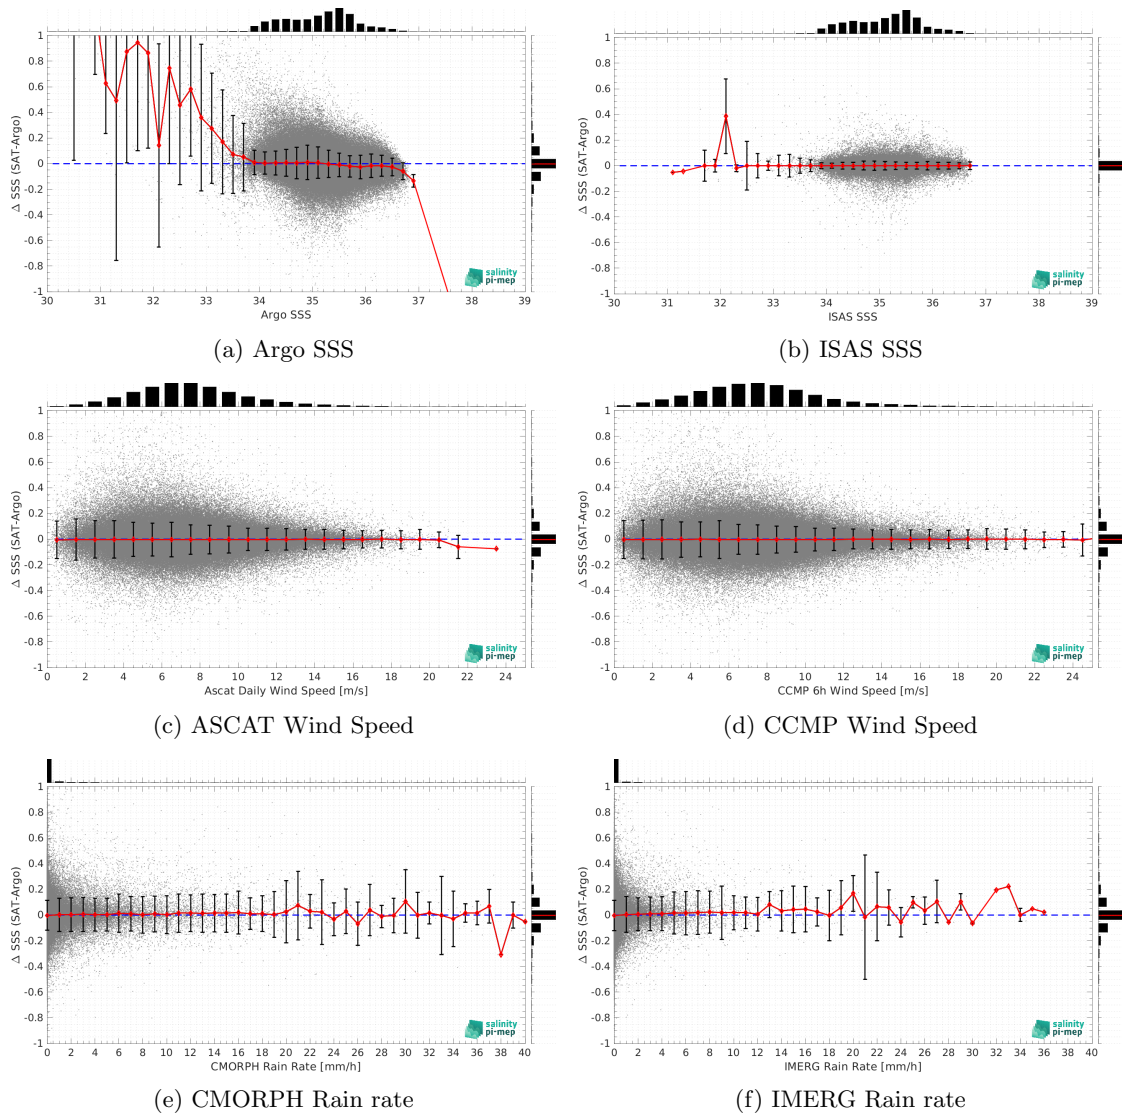 1
0.8
0.6
0.4
0.2
0
-0.2
-0.4
-0.6
-0.8
-1
Δ SSS (SAT-Argo)
30 31 32 33 34 35 36 37 38 39
Argo SSS
salinity
pi-mep
(a) Argo SSS
1
0.8
0.6
0.4
0.2
0
-0.2
-0.4
-0.6
-0.8
-1
Δ SSS (SAT-Argo)
30 31 32 33 34 35 36 37 38 39
ISAS SSS
salinity
pi-mep
(b) ISAS SSS
1
0.8
0.6
0.4
0.2
0
-0.2
-0.4
-0.6
-0.8
-1
Δ SSS (SAT-Argo)
0 2 4 6 8 10 12 14 16 18 20 22 24
Ascat Daily Wind Speed [m/s]
salinity
pi-mep
(c) ASCAT Wind Speed
1
0.8
0.6
0.4
0.2
0
-0.2
-0.4
-0.6
-0.8
-1
Δ SSS (SAT-Argo)
0 2 4 6 8 10 12 14 16 18 20 22 24
CCMP 6h Wind Speed [m/s]
salinity
pi-mep
(d) CCMP Wind Speed
1
0.8
0.6
0.4
0.2
0
-0.2
-0.4
-0.6
-0.8
-1
Δ SSS (SAT-Argo)
0 2 4 6 8 10 12 14 16 18 20 22 24 26 28 30 32 34 36 38 40
CMORPH Rain Rate [mm/h]
salinity
pi-mep
(e) CMORPH Rain rate
1
0.8
0.6
0.4
0.2
0
-0.2
-0.4
-0.6
-0.8
-1
Δ SSS (SAT-Argo)
0 2 4 6 8 10 12 14 16 18 20 22 24 26 28 30 32 34 36 38 40
IMERG Rain Rate [mm/h]
salinity
pi-mep
(f) IMERG Rain rate